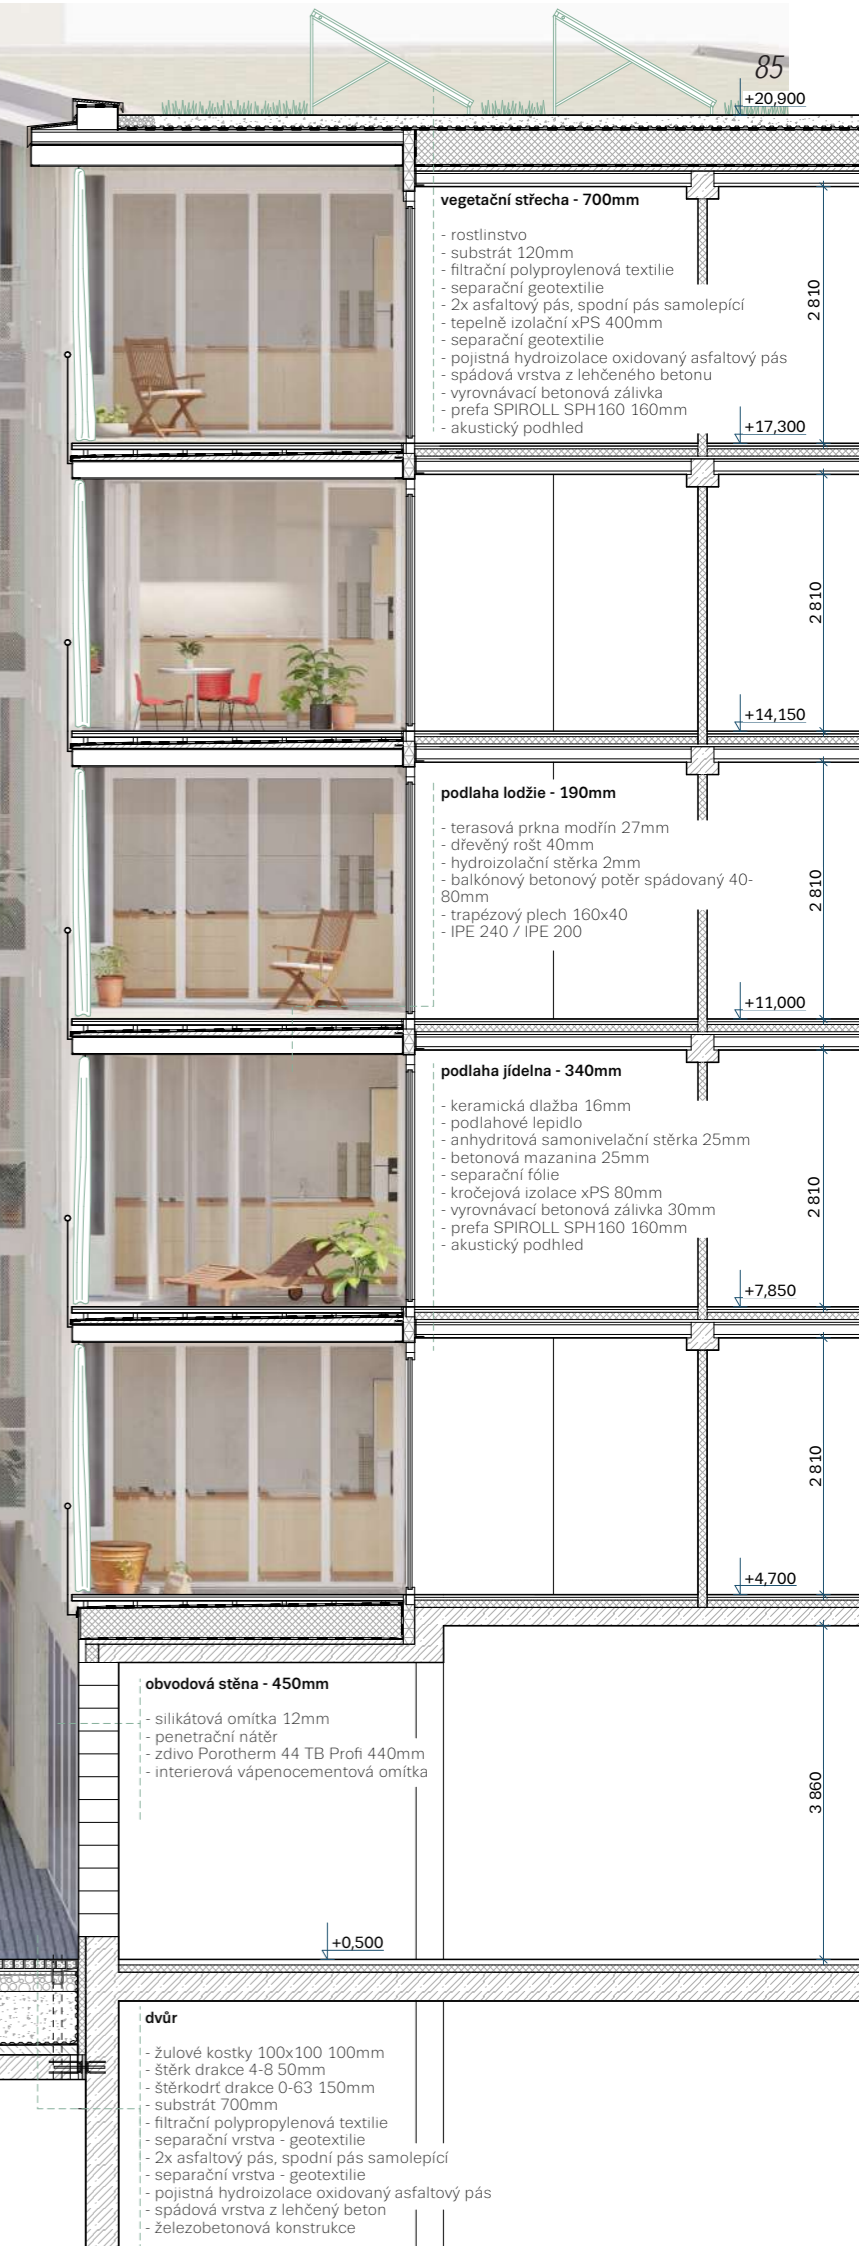 85
+20,900
vegetační střecha - 700mm
- rostlinstvo
- substrát 120mm
- filtrační polyproylenová textilie
- separační geotextilie
- 2x asfaltový pás, spodní pás samolepící
- tepelně izolační xPS 400mm
- separační geotextilie
- pojistná hydroizolace oxidovaný asfaltový pás
- spádová vrstva z lehčeného betonu
- vyrovnávací betonová zálivka
- prefa SPIROLL SPH160 160mm
- akustický podhled
2 810
+17,300
2 810
+14,150
podlaha lodžie - 190mm
- terasová prkna modřín 27mm
- dřevěný rošt 40mm
- hydroizolační stěrka 2mm
- balkónový betonový potěr spádovaný 40-
80mm
- trapézový plech 160x40
- IPE 240 / IPE 200
2 810
+11,000
podlaha jídelna - 340mm
- keramická dlažba 16mm
- podlahové lepidlo
- anhydritová samonivelační stěrka 25mm
- betonová mazanina 25mm
- separační fólie
- kročejová izolace xPS 80mm
- vyrovnávací betonová zálivka 30mm
- prefa SPIROLL SPH160 160mm
- akustický podhled
2 810
+7,850
2 810
+4,700
obvodová stěna - 450mm
- silikátová omítka 12mm
- penetrační nátěr
- zdivo Porotherm 44 TB Profi 440mm
- interierová vápenocementová omítka
3 860
+0,500
dvůr
- žulové kostky 100x100 100mm
- štěrk drakce 4-8 50mm
- štěrkodrť drakce 0-63 150mm
- substrát 700mm
- filtrační polypropylenová textilie
- separační vrstva - geotextilie
- 2x asfaltový pás, spodní pás samolepící
- separační vrstva - geotextilie
- pojistná hydroizolace oxidovaný asfaltový pás
- spádová vrstva z lehčený beton
- železobetonová konstrukce